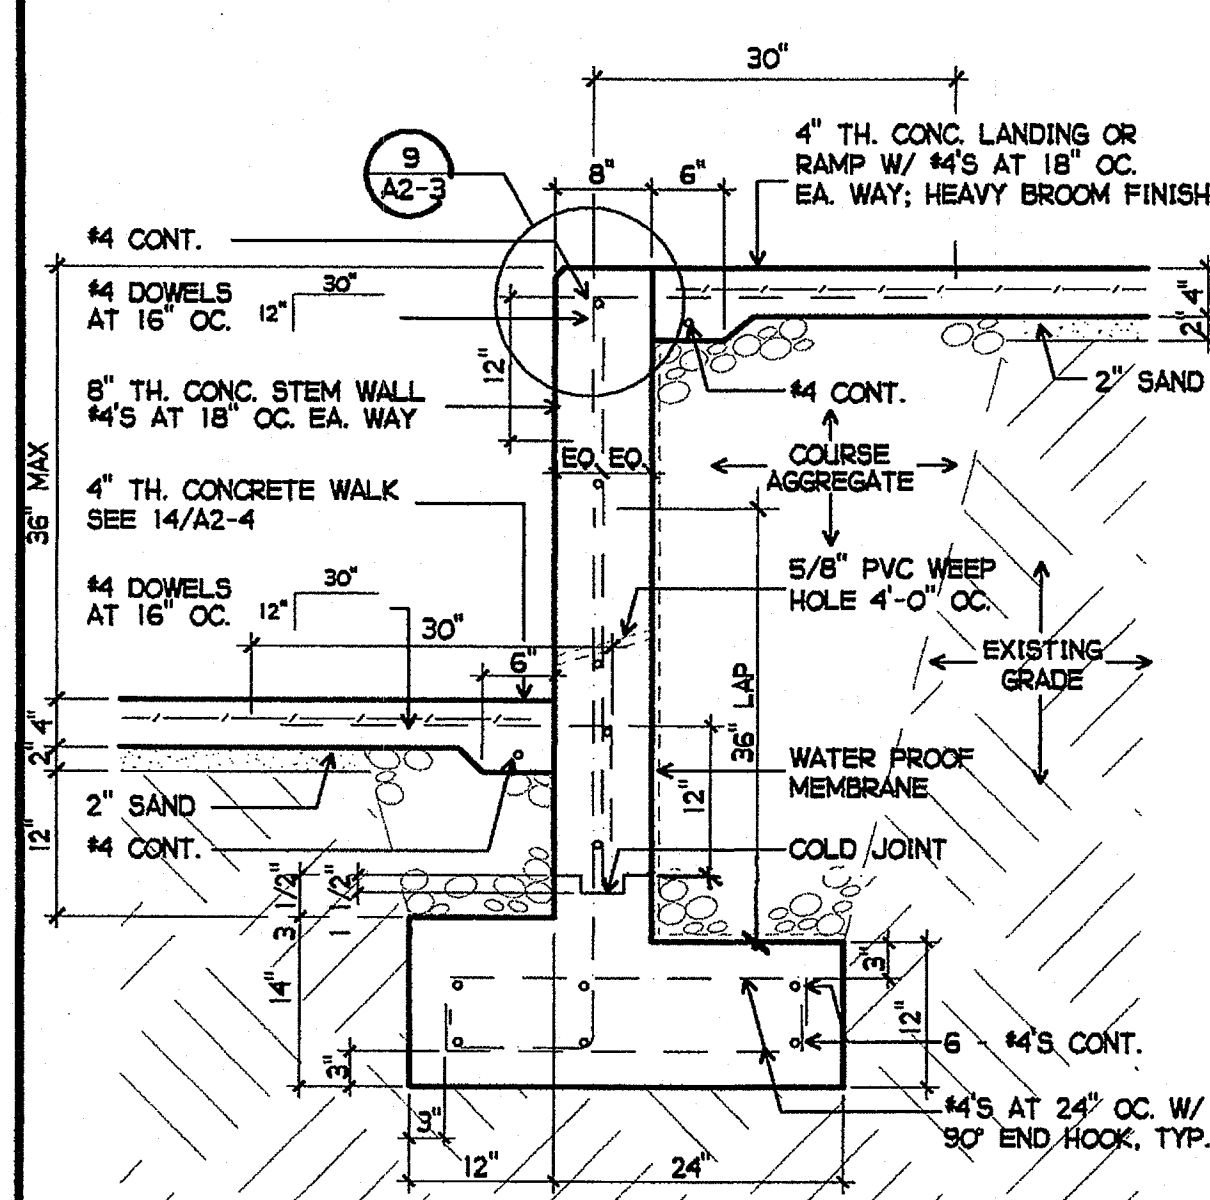 30"
9
A2-3
8"
6"
4" TH. CONC. LANDING OR
RAMP W/ #4'S AT 18" OC.
EA. WAY; HEAVY BROOM FINISH
#4 CONT.
#4 DOWELS
AT 16" OC.
12"
30"
12"
4"
2"
2" SAND
8" TH. CONC. STEM WALL
#4'S AT 18" OC. EA. WAY
#4 CONT.
36" MAX
EQ.
EQ.
COURSE
AGGREGATE
4" TH. CONCRETE WALK
SEE 14/A2-4
5/8" PVC WEEP
HOLE 4'-0" OC.
#4 DOWELS
AT 16" OC.
12"
30"
30"
6"
EXISTING
GRADE
36" LAP
4"
2"
12"
12"
WATER PROOF
MEMBRANE
2" SAND
#4 CONT.
COLD JOINT
3 1/2"
1 1/2"
14"
3"
3"
12"
6 - #4'S CONT.
#4'S AT 24" OC. W/
90° END HOOK, TYP.
3"
12"
24"